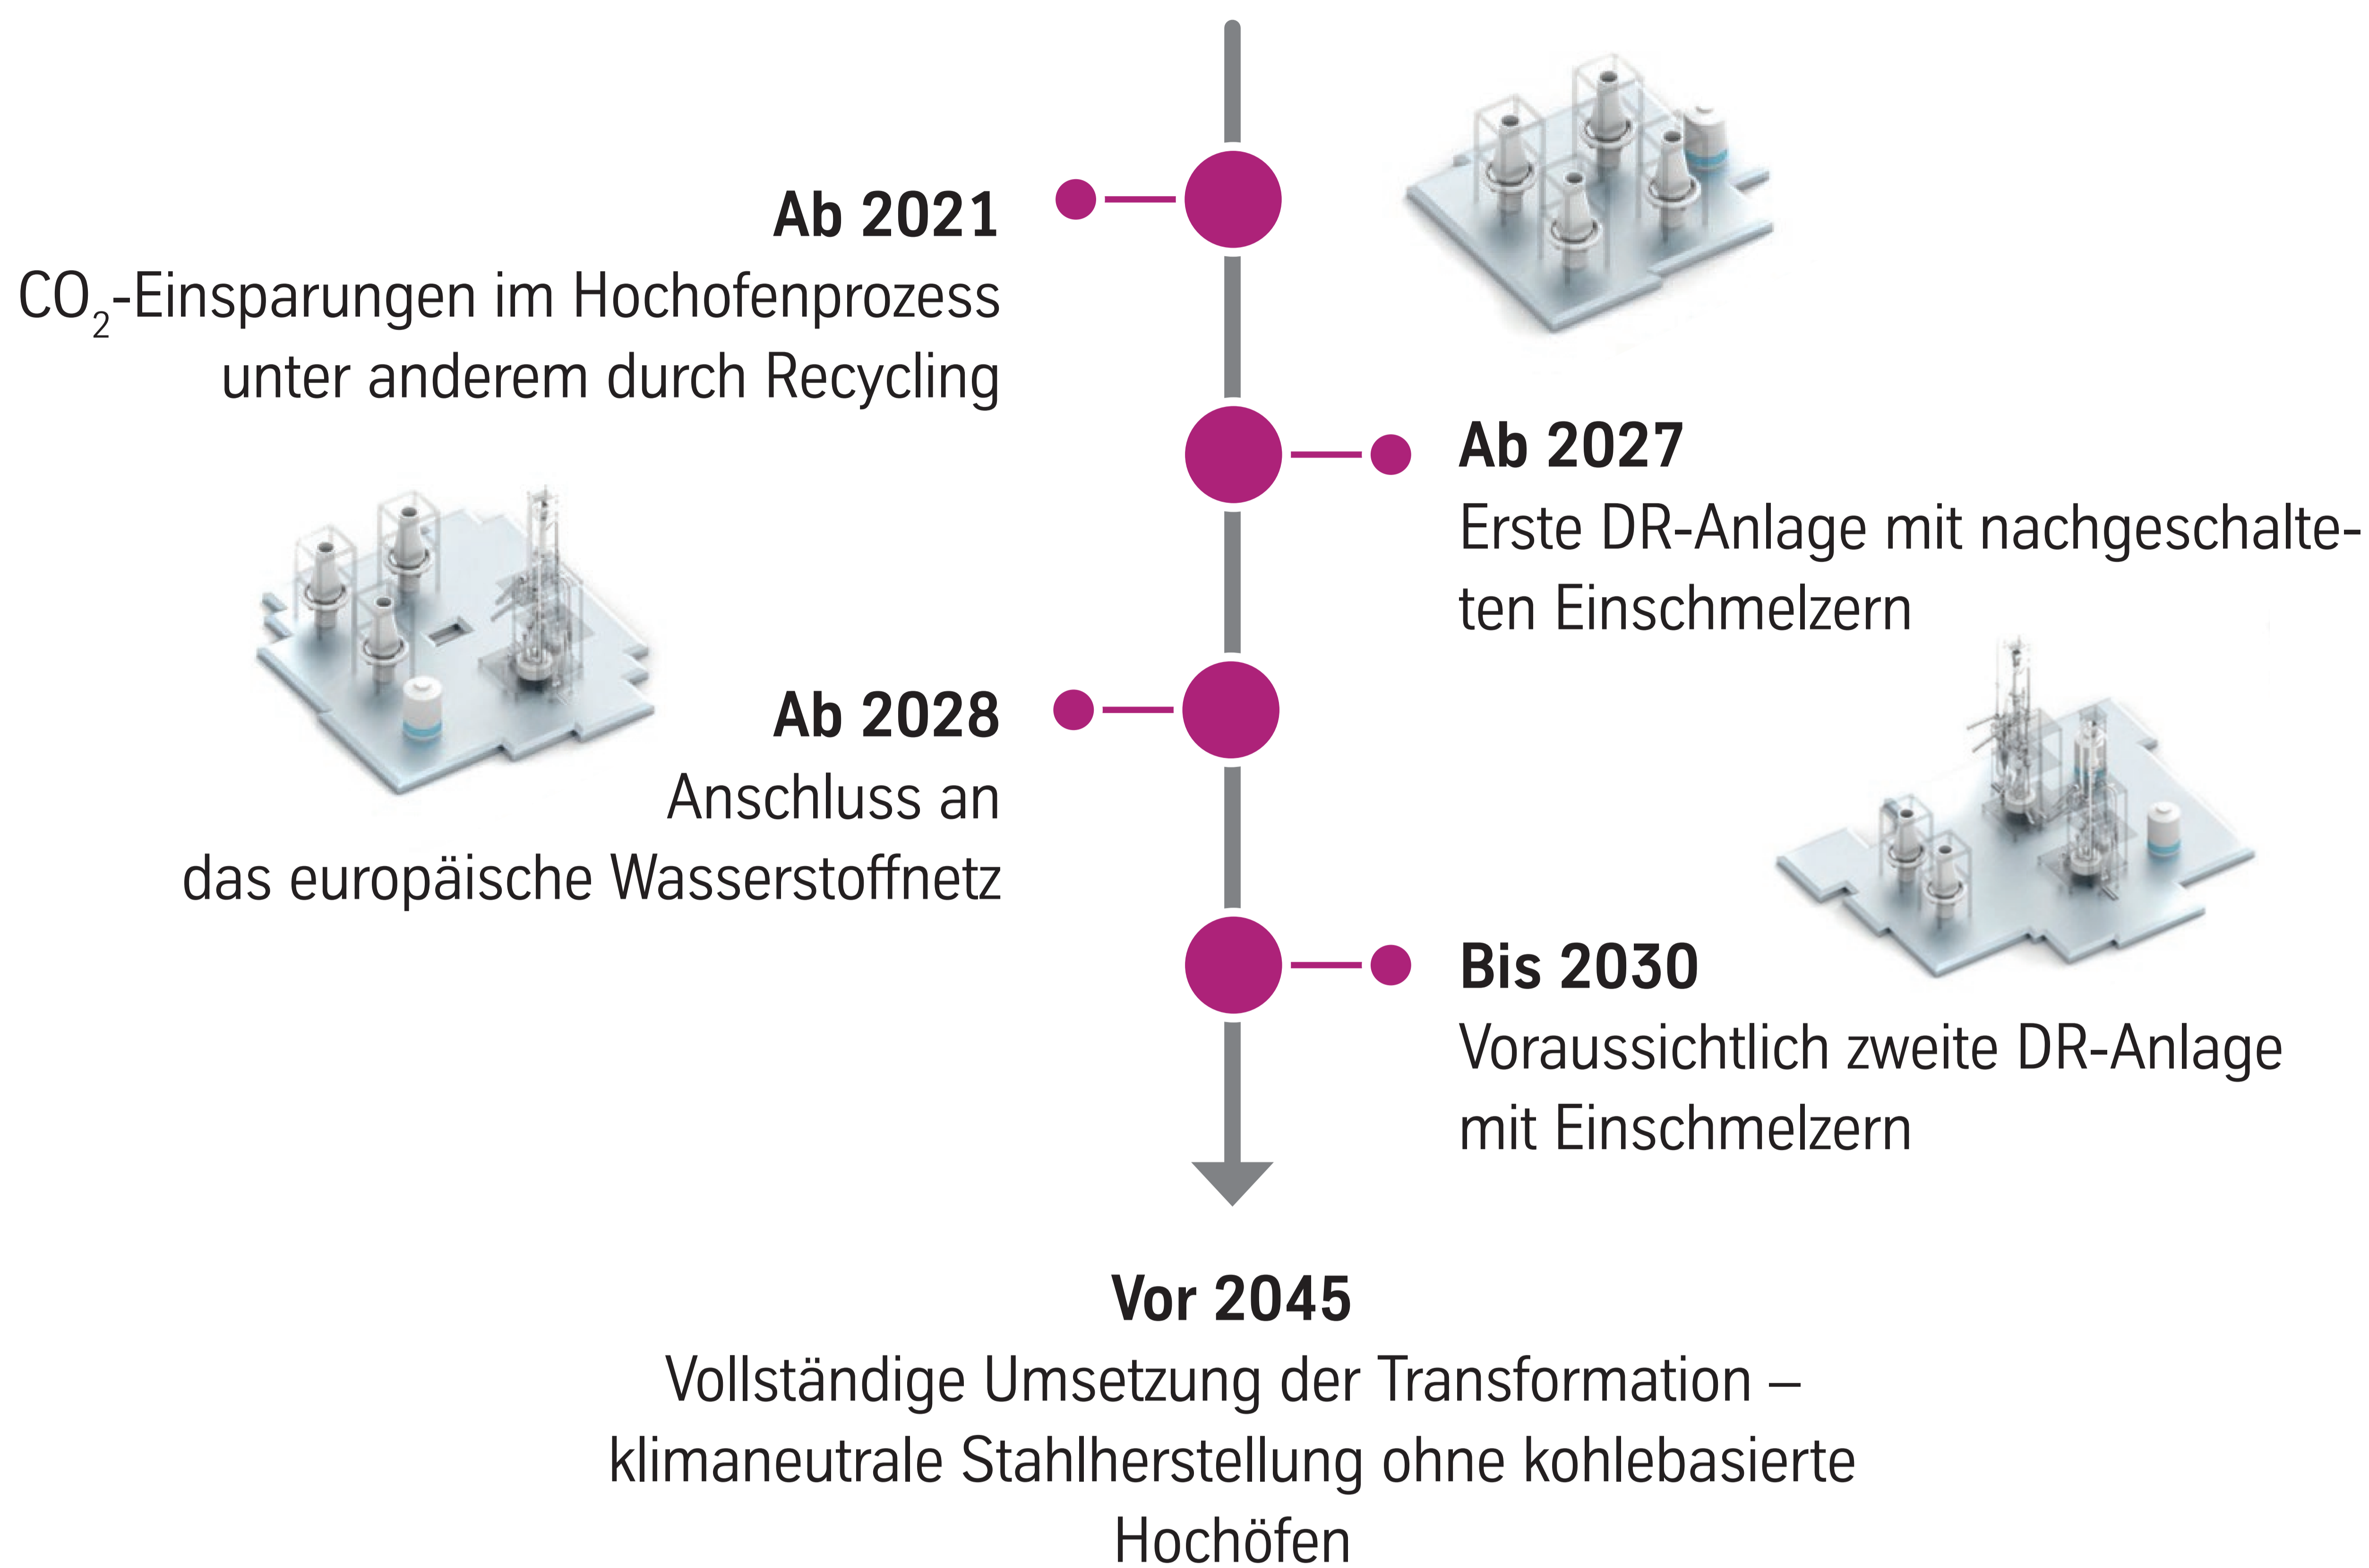 Ab 2021
CO₂-Einsparungen im Hochofenprozess
unter anderem durch Recycling
Ab 2027
Erste DR-Anlage mit nachgeschalte-
ten Einschmelzern
Ab 2028
Anschluss an
das europäische Wasserstoffnetz
Bis 2030
Voraussichtlich zweite DR-Anlage
mit Einschmelzern
Vor 2045
Vollständige Umsetzung der Transformation –
klimaneutrale Stahlherstellung ohne kohlebasierte
Hochöfen